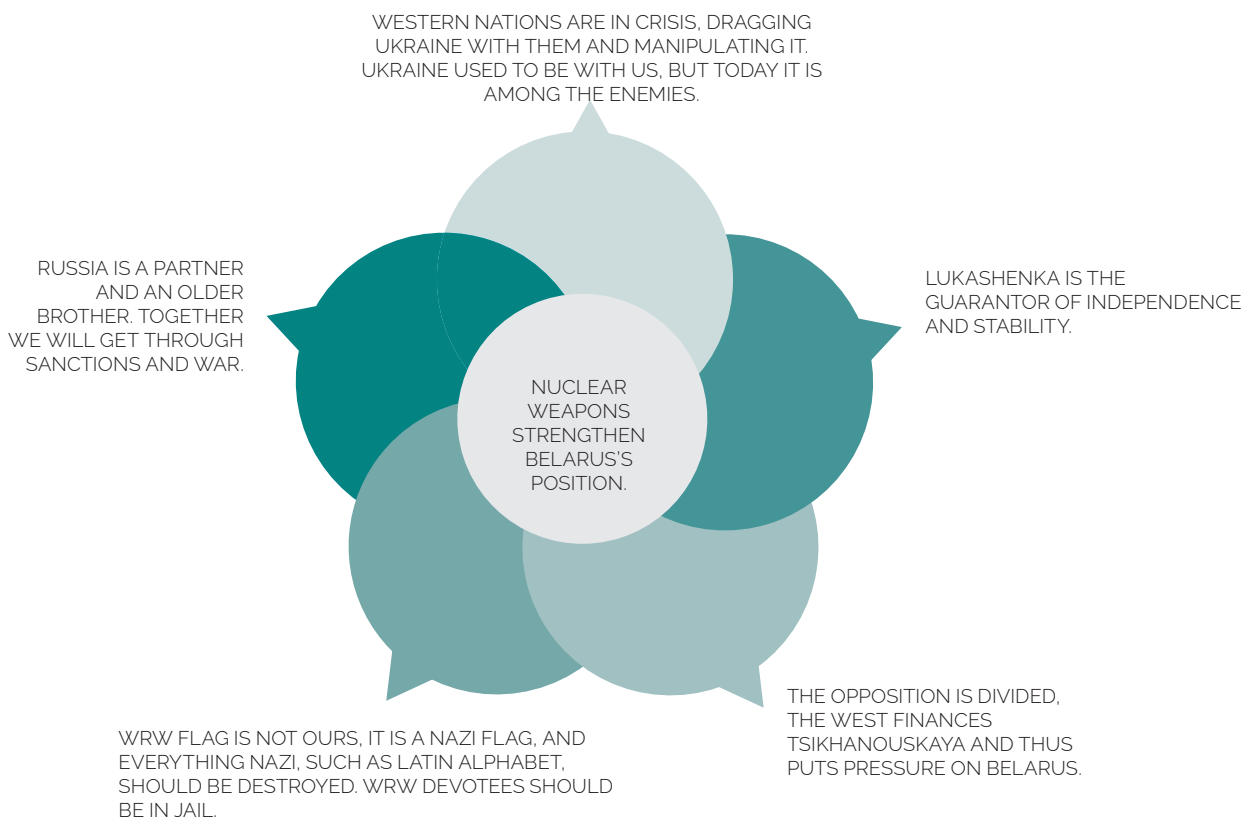 WESTERN NATIONS ARE IN CRISIS, DRAGGING
UKRAINE WITH THEM AND MANIPULATING IT.
UKRAINE USED TO BE WITH US, BUT TODAY IT IS
AMONG THE ENEMIES.
RUSSIA IS A PARTNER
AND AN OLDER
BROTHER. TOGETHER
WE WILL GET THROUGH
SANCTIONS AND WAR.
LUKASHENKA IS THE
GUARANTOR OF INDEPENDENCE
AND STABILITY.
NUCLEAR
WEAPONS
STRENGTHEN
BELARUS'S
POSITION.
WRW FLAG IS NOT OURS, IT IS A NAZI FLAG, AND
EVERYTHING NAZI, SUCH AS LATIN ALPHABET,
SHOULD BE DESTROYED. WRW DEVOTEES SHOULD
BE IN JAIL.
THE OPPOSITION IS DIVIDED,
THE WEST FINANCES
TSIKHANOUSKAYA AND THUS
PUTS PRESSURE ON BELARUS.